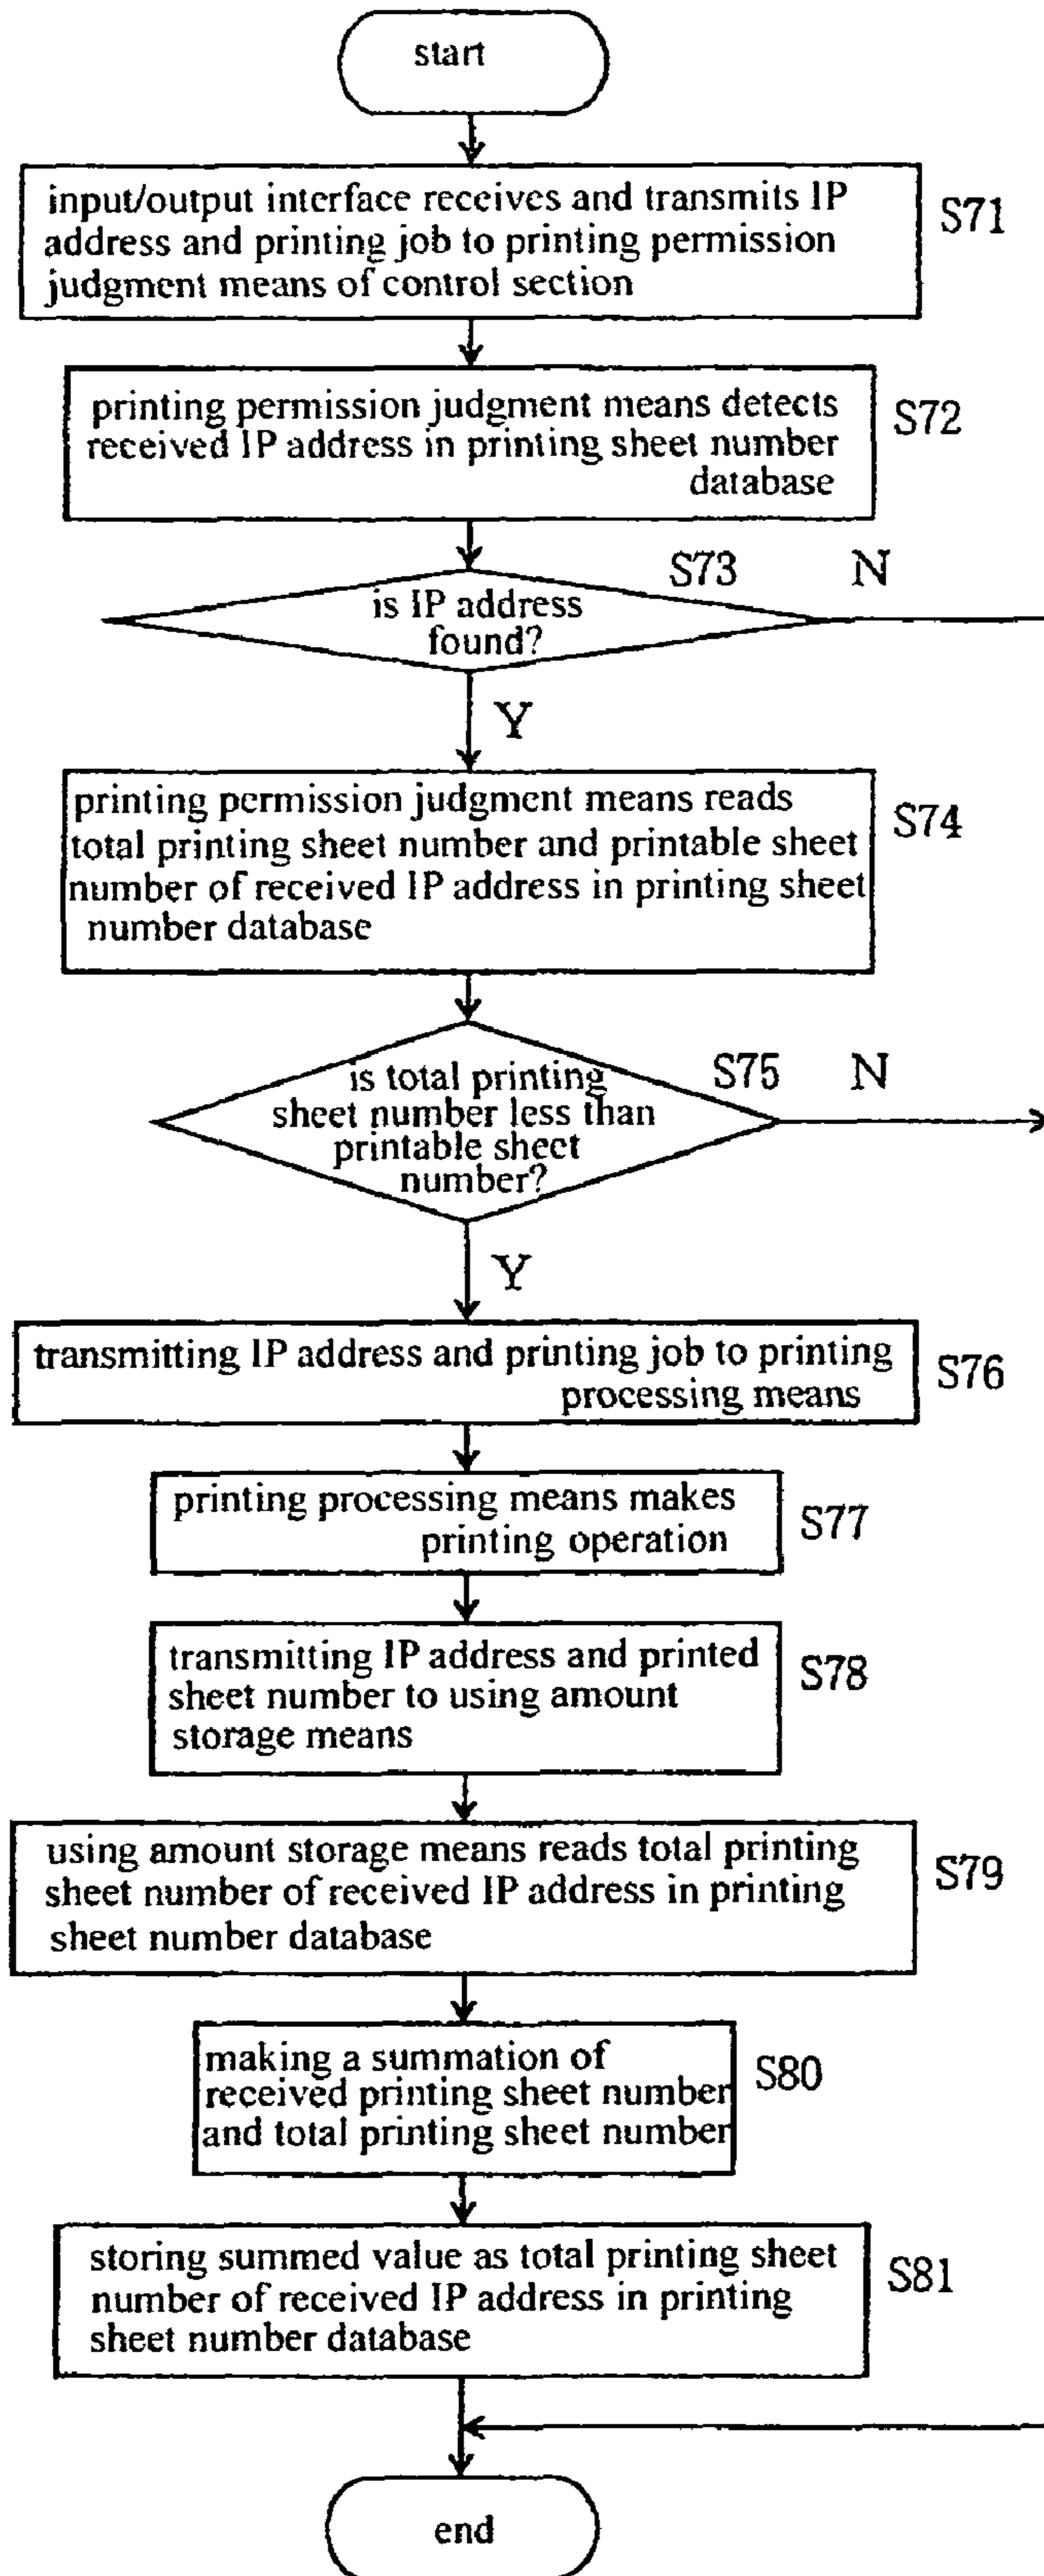 start
input/output interface receives and transmits IP
address and printing job to printing permission
judgment means of control section
S71
printing permission judgment means detects
received IP address in printing sheet number
database
S72
S73
N
is IP address
found?
Y
printing permission judgment means reads
total printing sheet number and printable sheet
number of received IP address in printing sheet
number database
S74
is total printing
sheet number less than
printable sheet
number?
S75
N
Y
transmitting IP address and printing job to printing
processing means
S76
printing processing means makes
printing operation
S77
transmitting IP address and printed
sheet number to using amount
storage means
S78
using amount storage means reads total printing
sheet number of received IP address in printing
sheet number database
S79
making a summation of
received printing sheet number
and total printing sheet number
S80
storing summed value as total printing sheet
number of received IP address in printing
sheet number database
S81
end